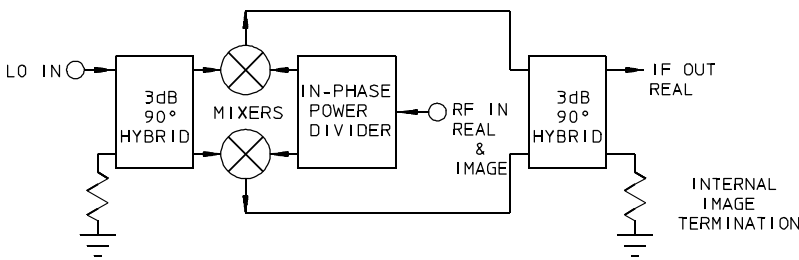 LO IN
3dB
90°
HYBRID
MIXERS
IN-PHASE
POWER
DIVIDER
RF IN
REAL
&
IMAGE
3dB
90°
HYBRID
IF OUT
REAL
INTERNAL
IMAGE
TERMINATION